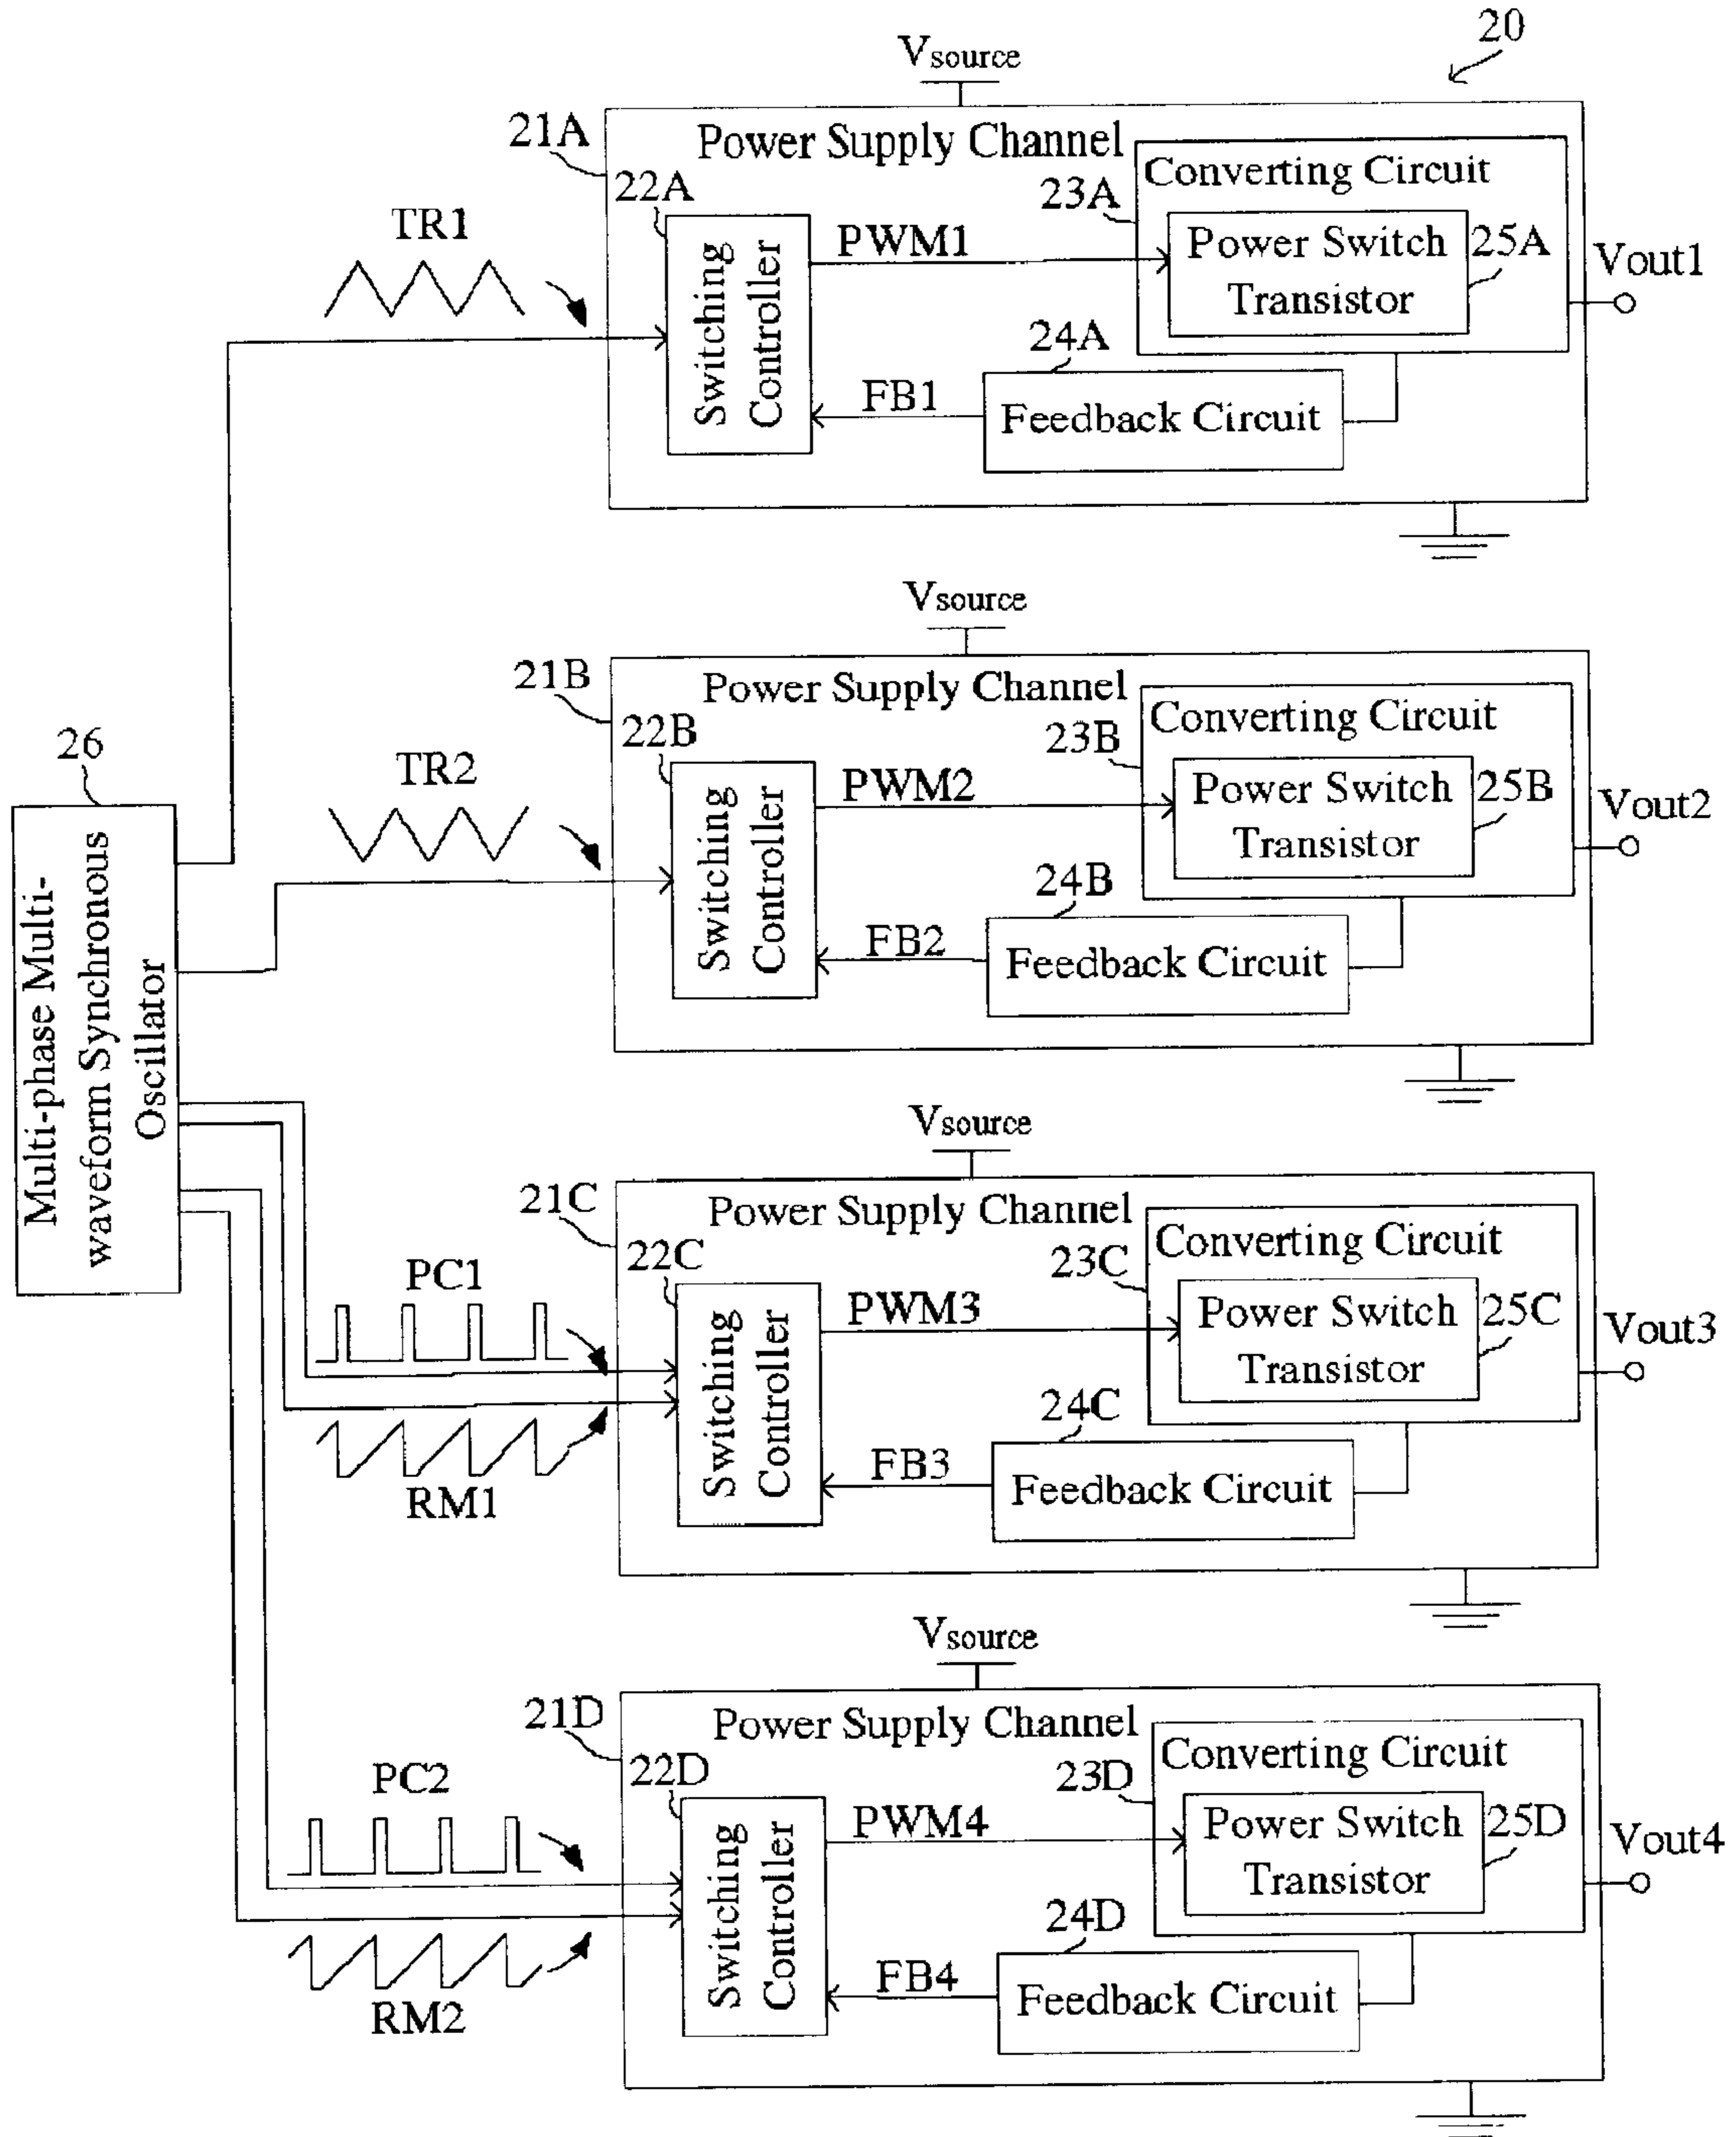 20
Vsource
21A
Power Supply Channel
22A
Switching
Controller
TR1
PWM1
23A
Converting Circuit
Power Switch
Transistor
25A
Vout1
24A
FB1
Feedback Circuit
Vsource
21B
Power Supply Channel
22B
Switching
Controller
26
Multi-phase Multi-
waveform Synchronous
Oscillator
TR2
PWM2
23B
Converting Circuit
Power Switch
Transistor
25B
Vout2
24B
FB2
Feedback Circuit
Vsource
21C
Power Supply Channel
22C
Switching
Controller
PC1
RM1
PWM3
23C
Converting Circuit
Power Switch
Transistor
25C
Vout3
24C
FB3
Feedback Circuit
Vsource
21D
Power Supply Channel
22D
Switching
Controller
PC2
RM2
PWM4
23D
Converting Circuit
Power Switch
Transistor
25D
Vout4
24D
FB4
Feedback Circuit